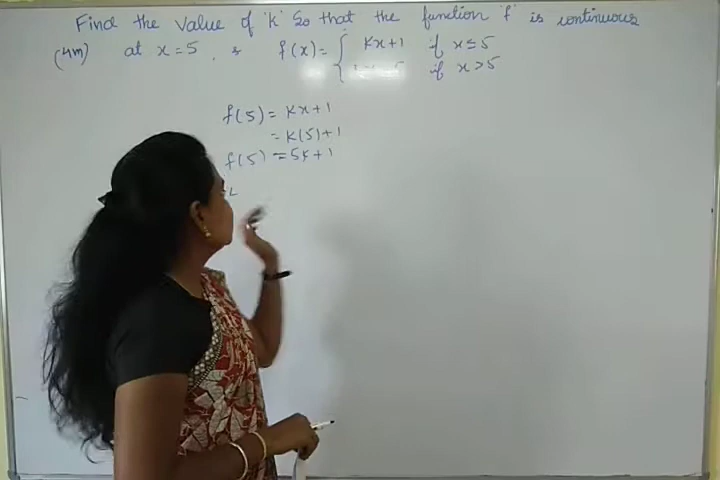 Find the value of 'k' so that the function 'f' is continuous
(4m) at x = 5, & f(x) = { kx+1 if x ≤ 5
if x > 5
f(5) = kx+1
= k(5)+1
f(5) = 5k+1